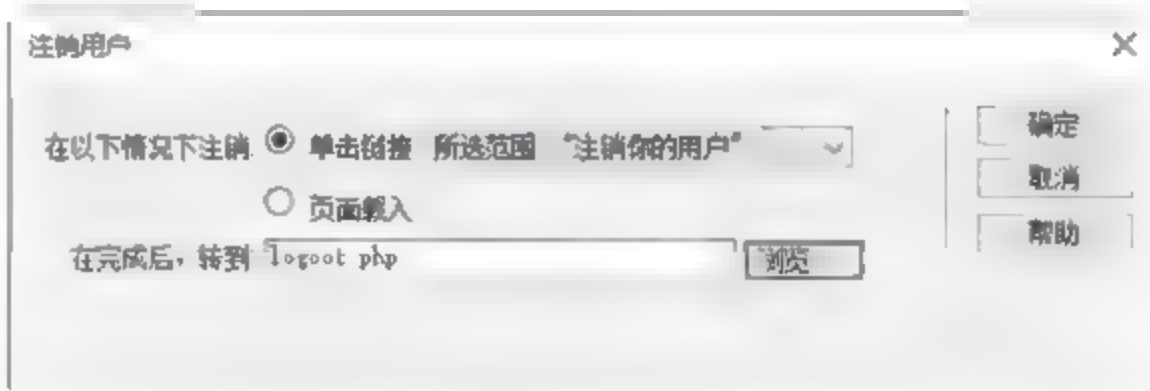 注销用户
在以下情况下注销: 单击链接 所选范围 "注销你的用户" 确定
页面载入 取消
在完成后，转到: logoot php 浏览 帮助